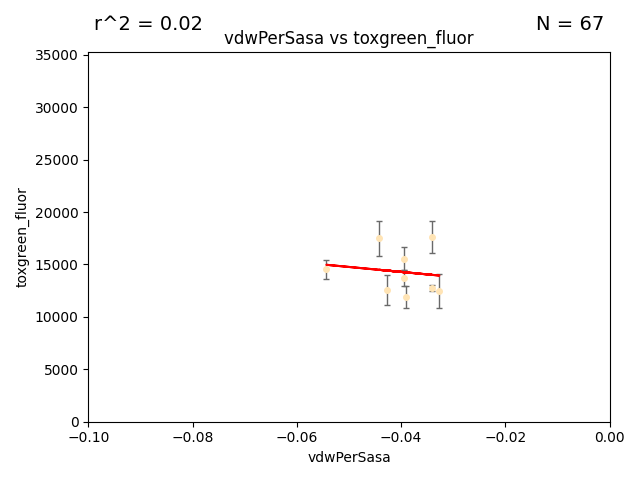 r^2 = 0.02
N = 67
vdwPerSasa vs toxgreen_fluor
35000
30000
25000
20000
15000
10000
5000
0
toxgreen_fluor
−0.10
−0.08
−0.06
−0.04
−0.02
0.00
vdwPerSasa